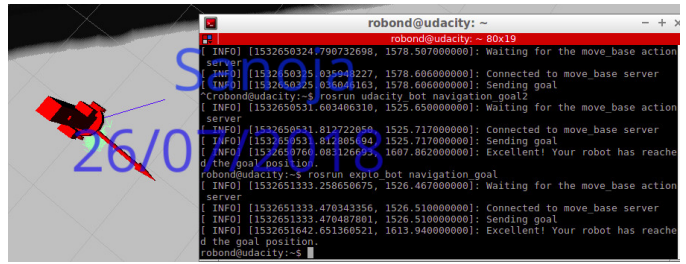 robond@udacity: ~
robond@udacity: ~ 80x19
[ INFO] [1532650324.790732698, 1578.507000000]: Waiting for the move_base action
 server
[ INFO] [1532650325.035948227, 1578.606000000]: Connected to move_base server
[ INFO] [1532650325.036046163, 1578.606000000]: Sending goal
^Crobond@udacity:~$ rosrun udacity_bot navigation_goal2
[ INFO] [1532650531.603406310, 1525.650000000]: Waiting for the move_base action
 server
[ INFO] [1532650531.812722050, 1525.717000000]: Connected to move_base server
[ INFO] [1532650531.812805094, 1525.717000000]: Sending goal
[ INFO] [1532650760.083126693, 1607.862000000]: Excellent! Your robot has reache
d the goal position.
robond@udacity:~$ rosrun explo_bot navigation_goal
[ INFO] [1532651333.258650675, 1526.467000000]: Waiting for the move_base action
 server
[ INFO] [1532651333.470343356, 1526.510000000]: Connected to move_base server
[ INFO] [1532651333.470487801, 1526.510000000]: Sending goal
[ INFO] [1532651642.651360521, 1613.940000000]: Excellent! Your robot has reache
d the goal position.
robond@udacity:~$
Sanoja
26/07/2018